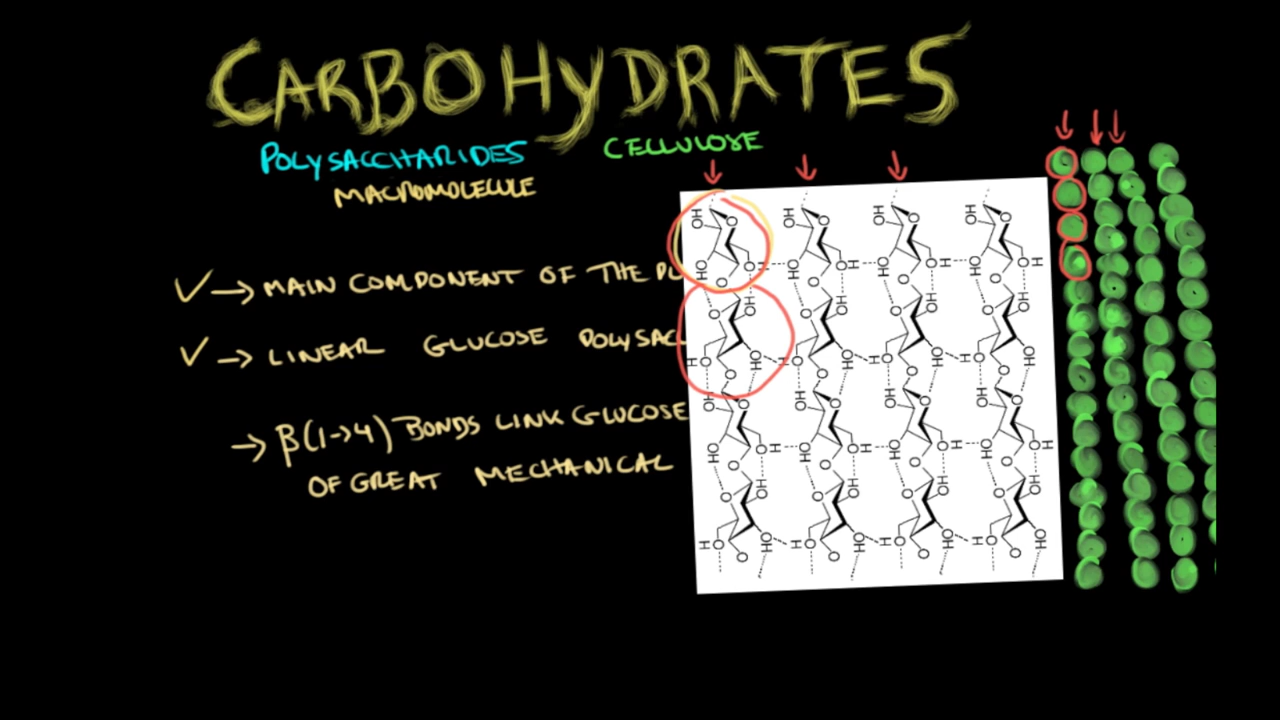 CARBOHYDRATES
POLYSACCHARIDES
CELLULOSE
MACROMOLECULE
✓→ MAIN COMPONENT OF THE
✓→ LINEAR GLUCOSE POLYSAC
→ β(1→4) BONDS LINK GLUCOSE
OF GREAT MECHANICAL